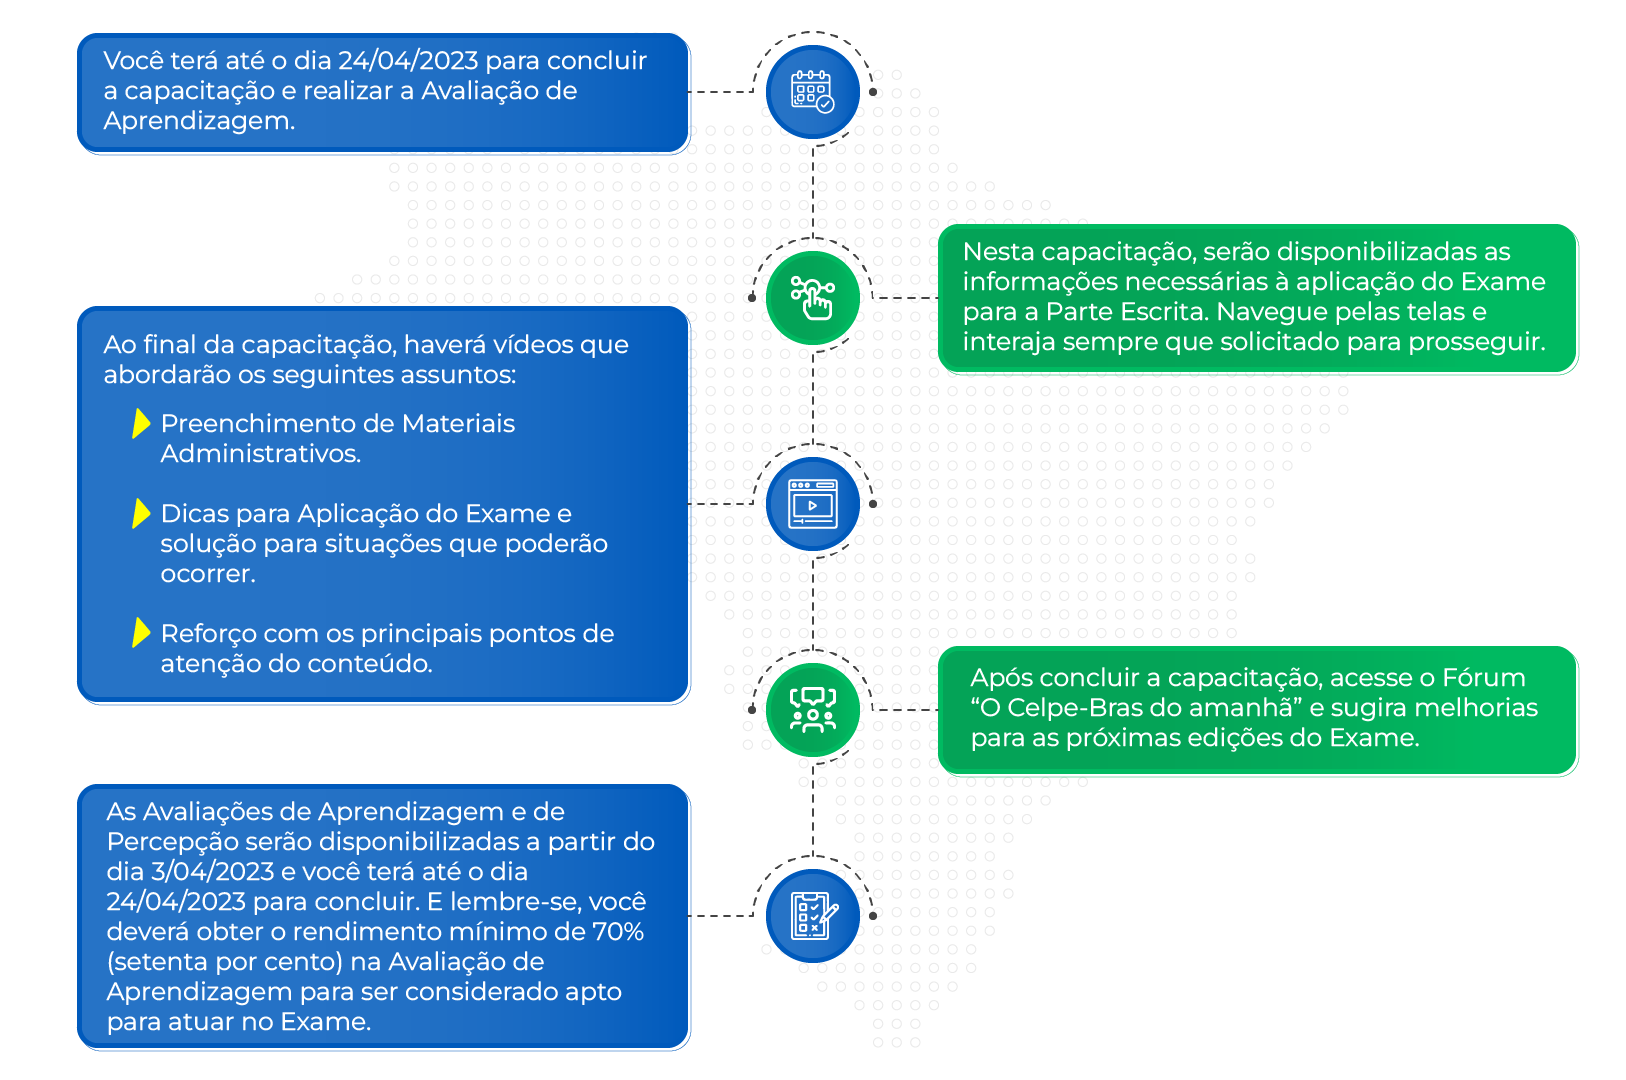 Você terá até o dia 24/04/2023 para concluir
a capacitação e realizar a Avaliação de
Aprendizagem.
Nesta capacitação, serão disponibilizadas as
informações necessárias à aplicação do Exame
para a Parte Escrita. Navegue pelas telas e
interaja sempre que solicitado para prosseguir.
Ao final da capacitação, haverá vídeos que
abordarão os seguintes assuntos:
Preenchimento de Materiais
Administrativos.
Dicas para Aplicação do Exame e
solução para situações que poderão
ocorrer.
Reforço com os principais pontos de
atenção do conteúdo.
Após concluir a capacitação, acesse o Fórum
“O Celpe-Bras do amanhã” e sugira melhorias
para as próximas edições do Exame.
As Avaliações de Aprendizagem e de
Percepção serão disponibilizadas a partir do
dia 3/04/2023 e você terá até o dia
24/04/2023 para concluir. E lembre-se, você
deverá obter o rendimento mínimo de 70%
(setenta por cento) na Avaliação de
Aprendizagem para ser considerado apto
para atuar no Exame.